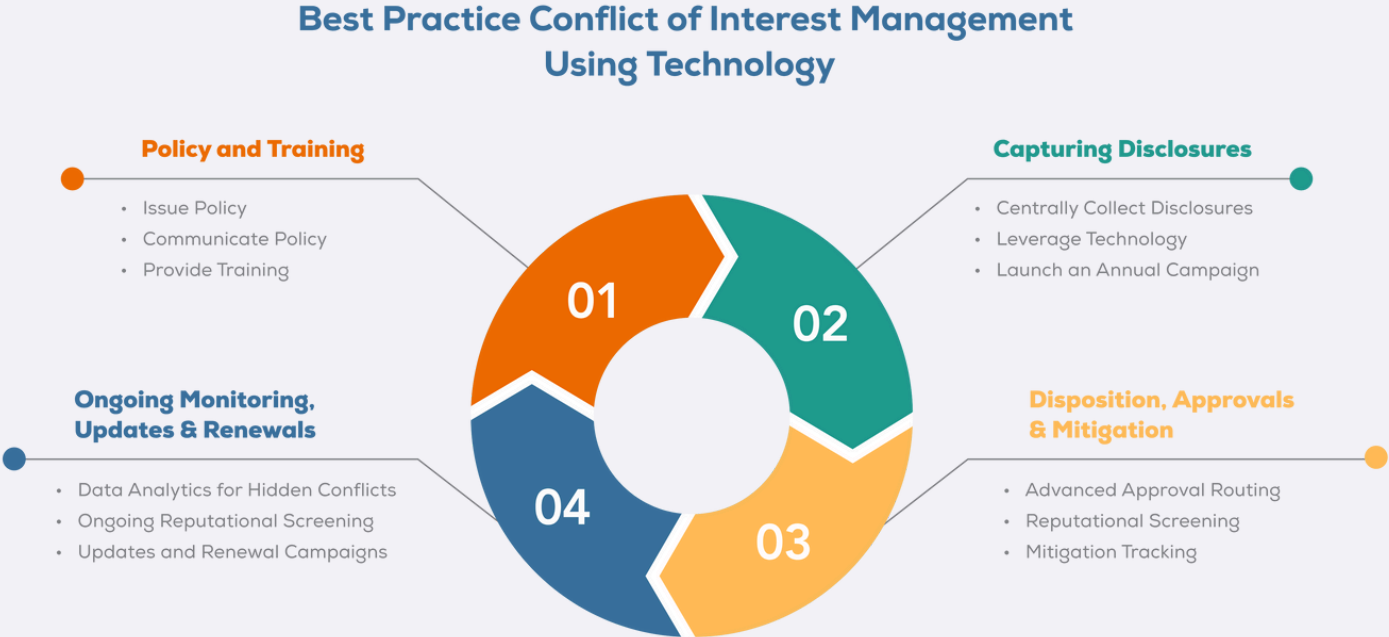 Best Practice Conflict of Interest Management
Using Technology
Policy and Training
• Issue Policy
• Communicate Policy
• Provide Training
01
Capturing Disclosures
• Centrally Collect Disclosures
• Leverage Technology
• Launch an Annual Campaign
02
Disposition, Approvals
& Mitigation
• Advanced Approval Routing
• Reputational Screening
• Mitigation Tracking
03
Ongoing Monitoring,
Updates & Renewals
• Data Analytics for Hidden Conflicts
• Ongoing Reputational Screening
• Updates and Renewal Campaigns
04